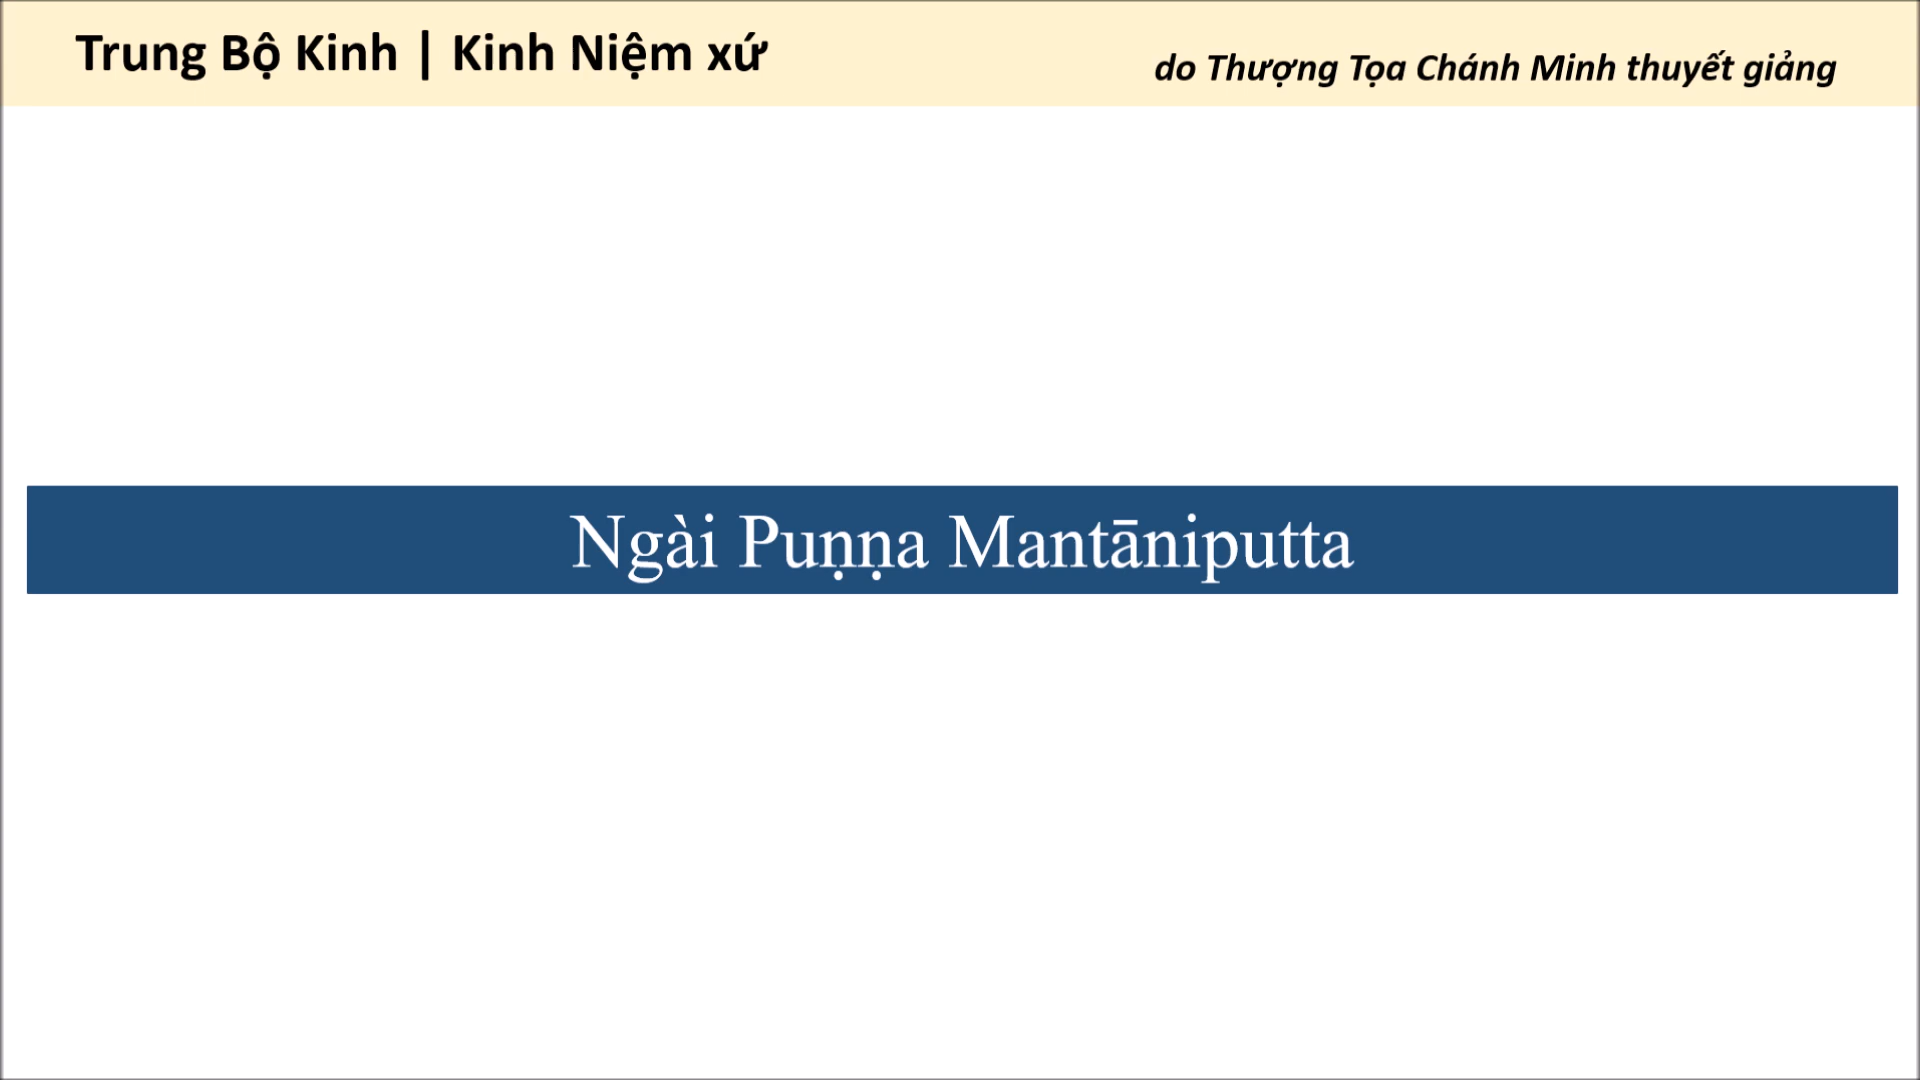 Trung Bộ Kinh | Kinh Niệm xứ
do Thượng Tọa Chánh Minh thuyết giảng
Ngài Puṇṇa Mantāniputta